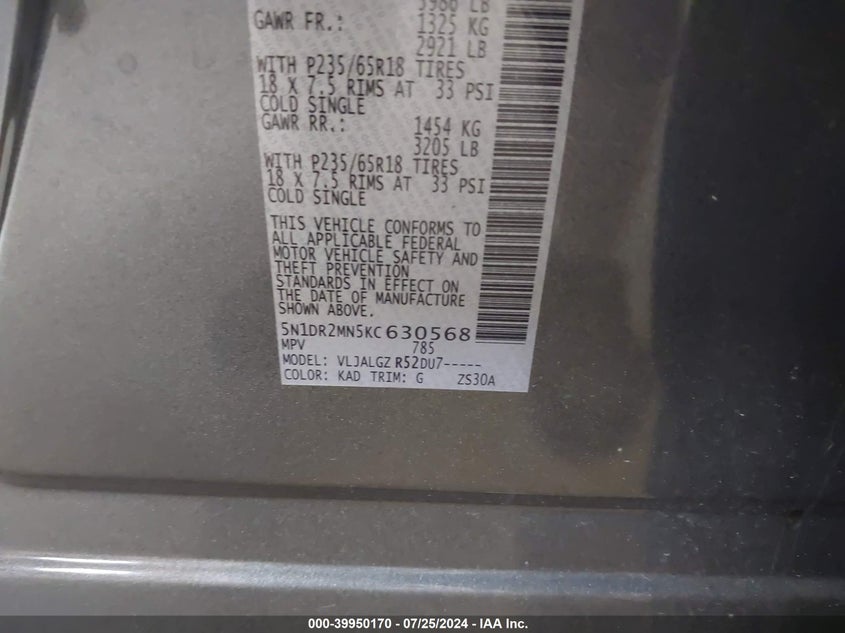 5986 LB
GAWR FR.: 1325 KG
2921 LB
WITH P235/65R18 TIRES
18 X 7.5 RIMS AT 33 PSI
COLD SINGLE
GAWR RR.: 1454 KG
3205 LB
WITH P235/65R18 TIRES
18 X 7.5 RIMS AT 33 PSI
COLD SINGLE
THIS VEHICLE CONFORMS TO
ALL APPLICABLE FEDERAL
MOTOR VEHICLE SAFETY AND
THEFT PREVENTION
STANDARDS IN EFFECT ON
THE DATE OF MANUFACTURE
SHOWN ABOVE.
5N1DR2MN5KC630568
MPV 785
MODEL: VLJALGZ R52DU7-----
COLOR: KAD TRIM: G ZS30A
000-39950170 - 07/25/2024 - IAA Inc.